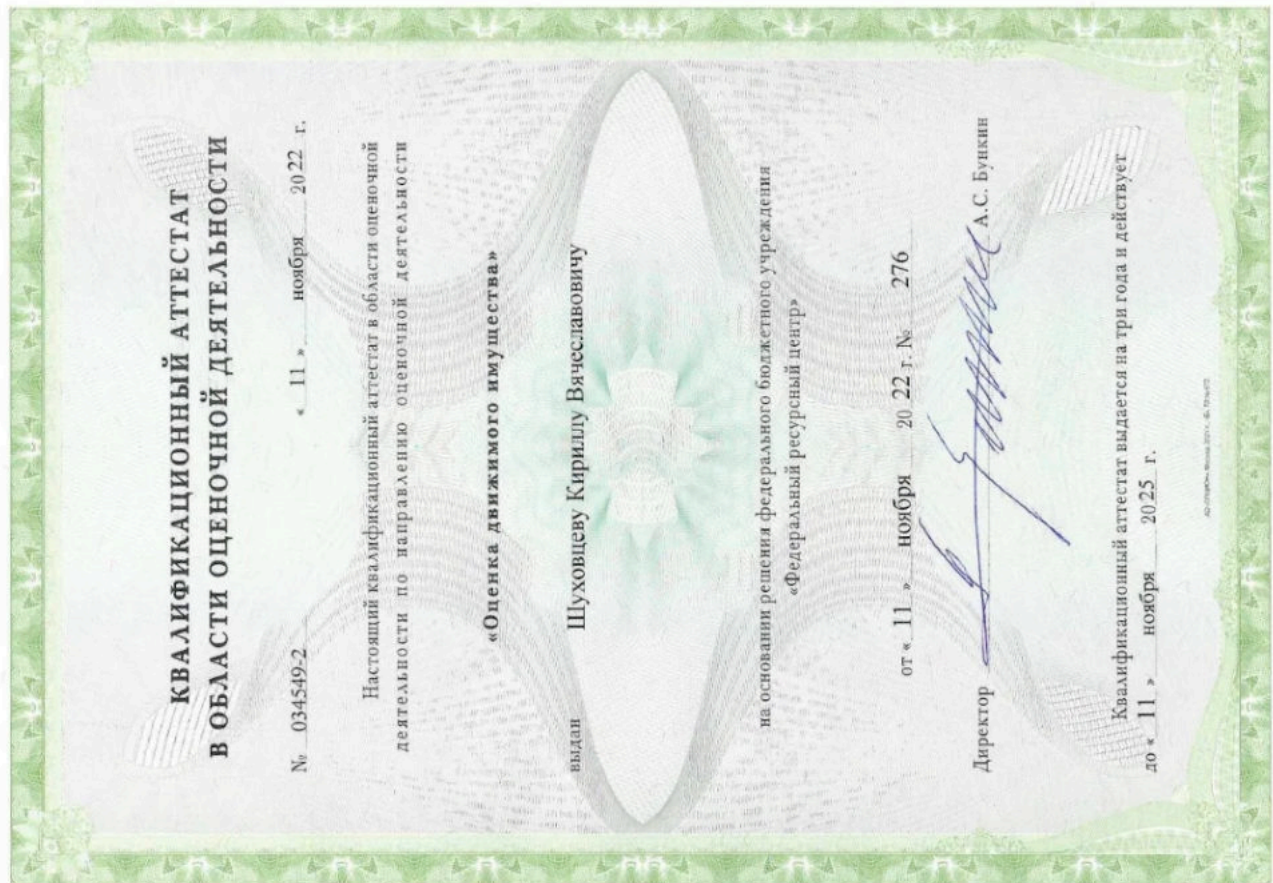 КВАЛИФИКАЦИОННЫЙ АТТЕСТАТ
В ОБЛАСТИ ОЦЕНОЧНОЙ ДЕЯТЕЛЬНОСТИ
№ 034549-2 « 11 » ноября 20 22 г.
Настоящий квалификационный аттестат в области оценочной
деятельности по направлению оценочной деятельности
«Оценка движимого имущества»
выдан Шуховцеву Кириллу Вячеславовичу
на основании решения федерального бюджетного учреждения
«Федеральный ресурсный центр»
от « 11 » ноября 20 22 г. № 276
Директор А.С. Бункин
Квалификационный аттестат выдается на три года и действует
до « 11 » ноября 20 25 г.